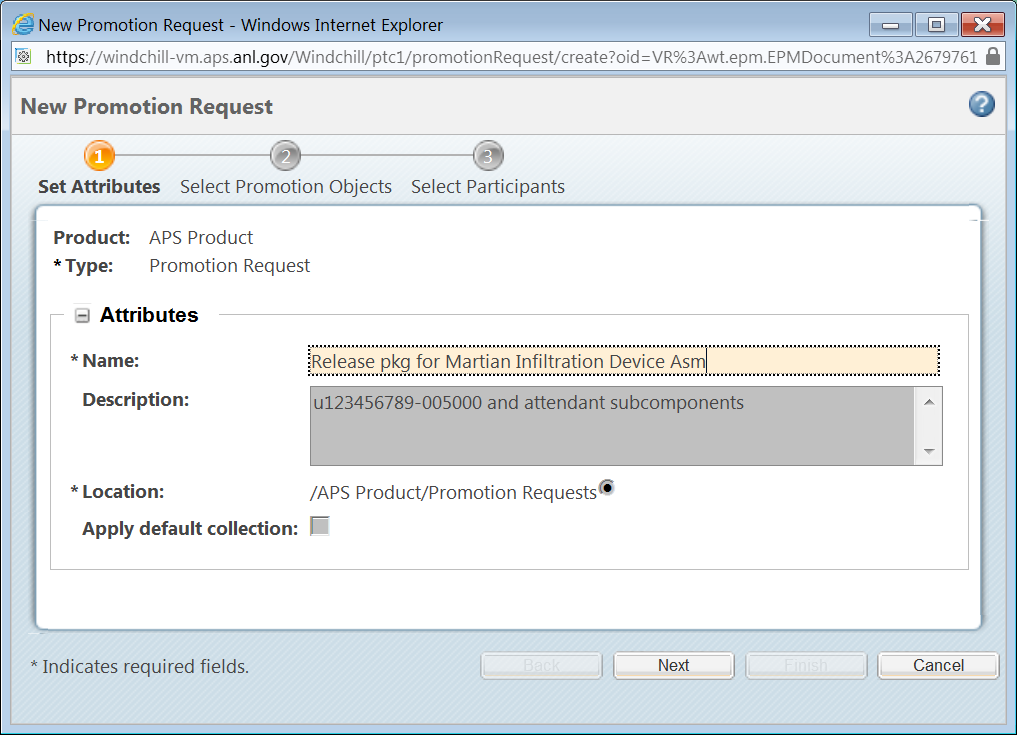 New Promotion Request - Windows Internet Explorer
https://windchill-vm.aps.anl.gov/Windchill/ptc1/promotionRequest/create?oid=VR%3Awt.epm.EPMDocument%3A2679761
New Promotion Request
?
1 2 3
Set Attributes Select Promotion Objects Select Participants
Product: APS Product
* Type: Promotion Request
Attributes
* Name: Release pkg for Martian Infiltration Device Asm
Description: u123456789-005000 and attendant subcomponents
* Location: /APS Product/Promotion Requests
Apply default collection:
* Indicates required fields. Back Next Finish Cancel